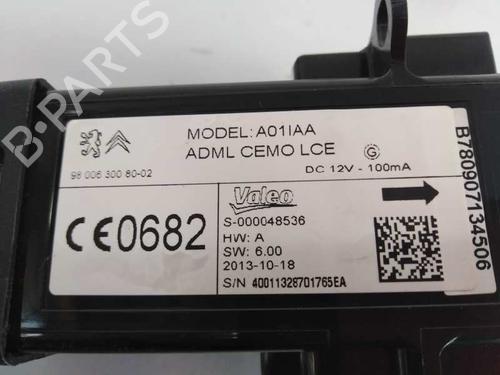 MODEL: A01IAA
ADML CEMO LCE
G
98 006 300 80-02
DC 12V - 100mA
CE0682
Valeo
S-000048536
HW: A
SW: 6.00
2013-10-18
S/N 40011328701765EA
B780907134506